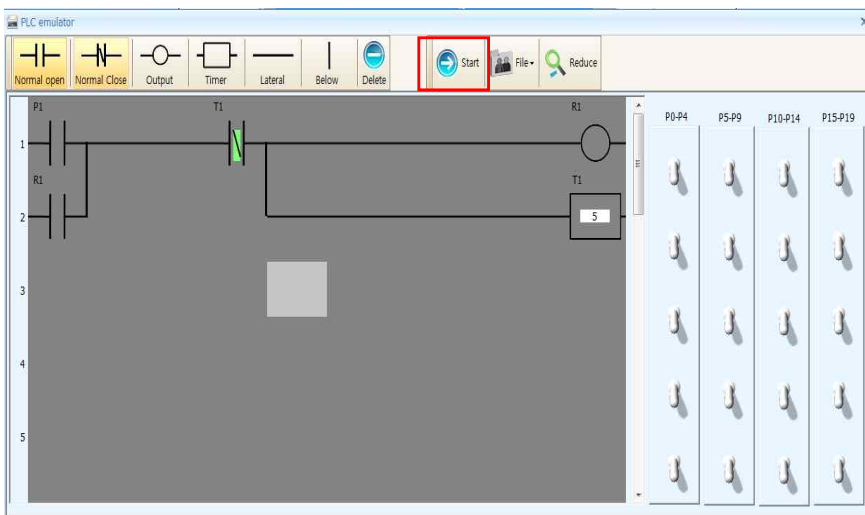 PLC emulator
Normal open Normal Close Output Timer Lateral Below Delete Start File Reduce
P1 T1 R1
1
R1 T1
2 5
3
4
5
P0-P4 P5-P9 P10-P14 P15-P19